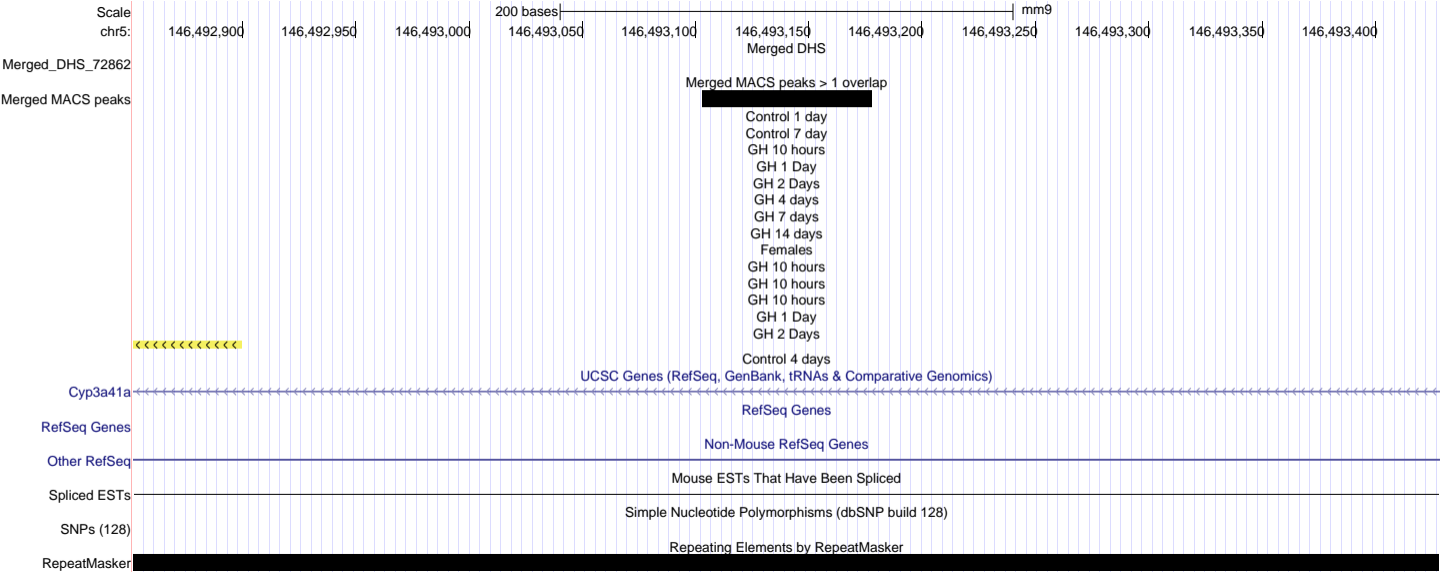 Scale 200 bases mm9
chr5: 146,492,900 146,492,950 146,493,000 146,493,050 146,493,100 146,493,150 146,493,200 146,493,250 146,493,300 146,493,350 146,493,400
Merged DHS
Merged_DHS_72862
Merged MACS peaks > 1 overlap
Merged MACS peaks
Control 1 day
Control 7 day
GH 10 hours
GH 1 Day
GH 2 Days
GH 4 days
GH 7 days
GH 14 days
Females
GH 10 hours
GH 10 hours
GH 10 hours
GH 1 Day
GH 2 Days
Control 4 days
UCSC Genes (RefSeq, GenBank, tRNAs & Comparative Genomics)
Cyp3a41a
RefSeq Genes
RefSeq Genes
Non-Mouse RefSeq Genes
Other RefSeq
Mouse ESTs That Have Been Spliced
Spliced ESTs
Simple Nucleotide Polymorphisms (dbSNP build 128)
SNPs (128)
Repeating Elements by RepeatMasker
RepeatMasker